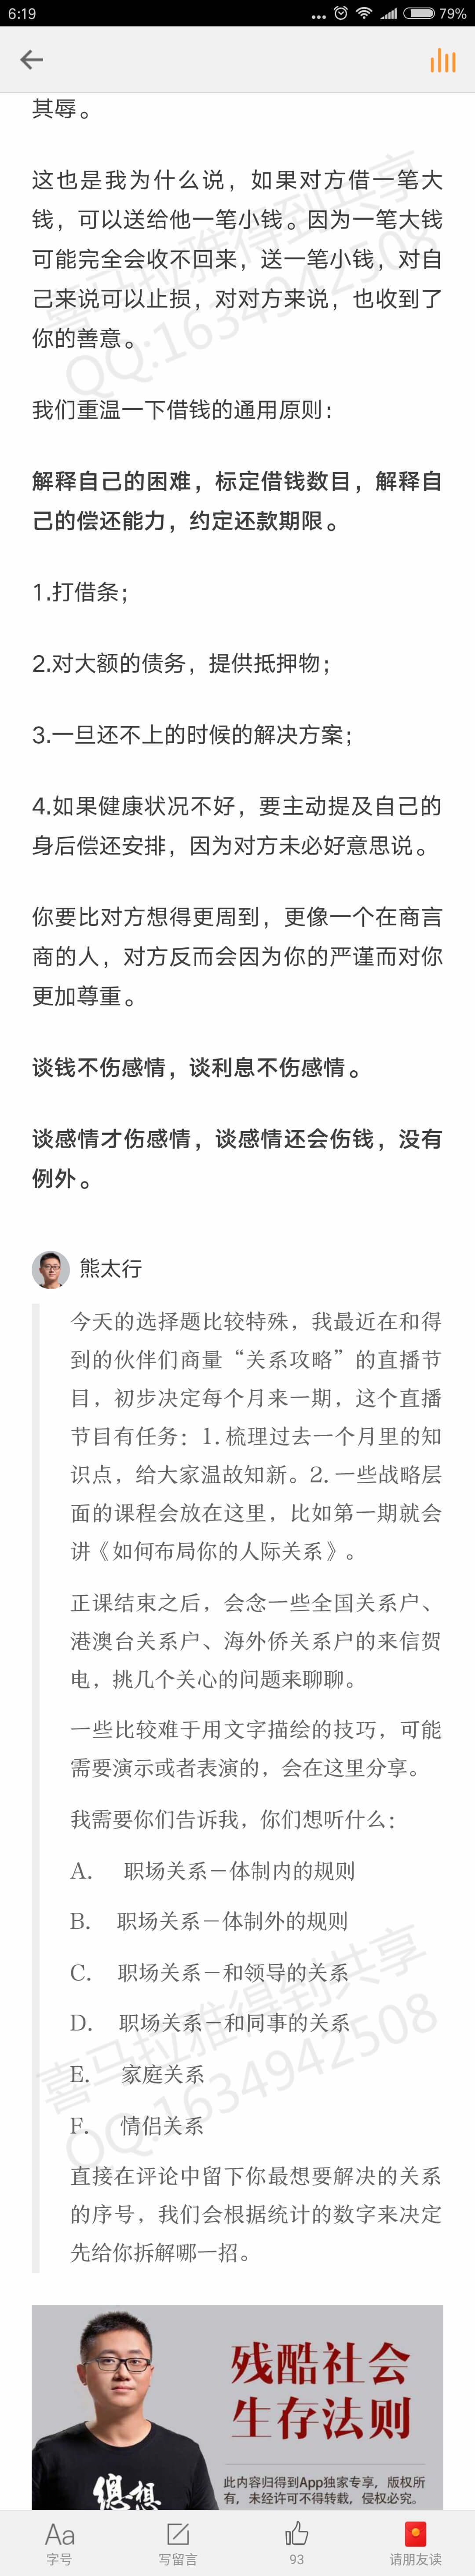 6:19
79%
其辱。
这也是我为什么说，如果对方借一笔大
钱，可以送给他一笔小钱。因为一笔大钱
可能完全会收不回来，送一笔小钱，对自
己来说可以止损，对对方来说，也收到了
你的善意。
喜马拉雅得到共享
QQ:1634942508
我们重温一下借钱的通用原则：
解释自己的困难，标定借钱数目，解释自
己的偿还能力，约定还款期限。
1.打借条；
2.对大额的债务，提供抵押物；
3.一旦还不上的时候的解决方案；
4.如果健康状况不好，要主动提及自己的
身后偿还安排，因为对方未必好意思说。
你要比对方想得更周到，更像一个在商言
商的人，对方反而会因为你的严谨而对你
更加尊重。
谈钱不伤感情，谈利息不伤感情。
谈感情才伤感情，谈感情还会伤钱，没有
例外。
熊太行
今天的选择题比较特殊，我最近在和得
到的伙伴们商量“关系攻略”的直播节
目，初步决定每个月来一期，这个直播
节目有任务：1.梳理过去一个月里的知
识点，给大家温故知新。2.一些战略层
面的课程会放在这里，比如第一期就会
讲《如何布局你的人际关系》。
正课结束之后，会念一些全国关系户、
港澳台关系户、海外侨关系户的来信贺
电，挑几个关心的问题来聊聊。
一些比较难于用文字描绘的技巧，可能
需要演示或者表演的，会在这里分享。
我需要你们告诉我，你们想听什么：
A. 职场关系－体制内的规则
B. 职场关系－体制外的规则
C. 职场关系－和领导的关系
D. 职场关系－和同事的关系
E. 家庭关系
F. 情侣关系
喜马拉雅得到共享
QQ:1634942508
直接在评论中留下你最想要解决的关系
的序号，我们会根据统计的数字来决定
先给你拆解哪一招。
残酷社会
生存法则
此内容归得到App独家专享，版权所
有，未经许可不得转载，侵权必究。
Aa
字号
写留言
93
请朋友读